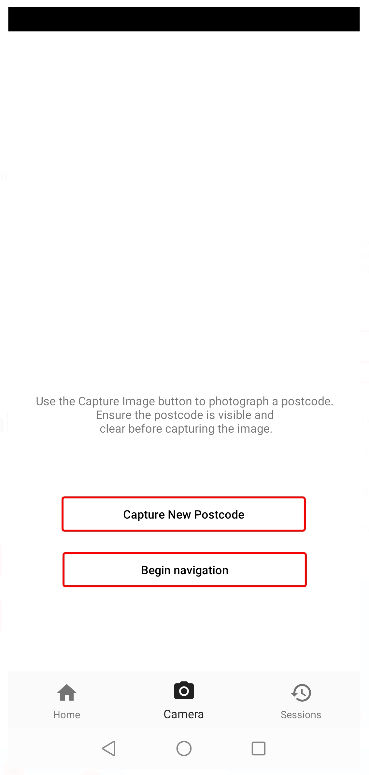 Use the Capture Image button to photograph a postcode.
Ensure the postcode is visible and
clear before capturing the image.
Capture New Postcode
Begin navigation
Home
Camera
Sessions